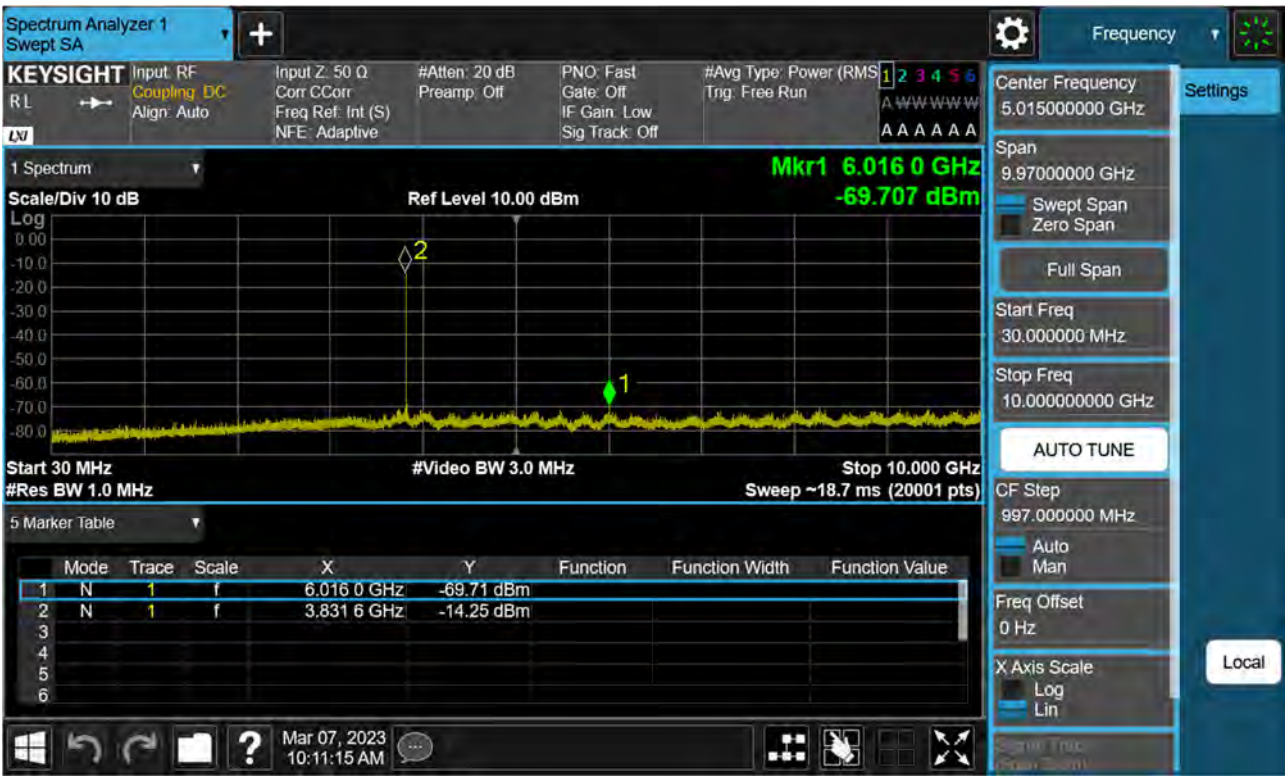 Spectrum Analyzer 1
Swept SA
+
Frequency
KEYSIGHT
R L
LXI
Input: RF
Coupling: DC
Align: Auto
Input Z: 50 Ω
Corr CCorr
Freq Ref: Int (S)
NFE: Adaptive
#Atten: 20 dB
Preamp: Off
PNO: Fast
Gate: Off
IF Gain: Low
Sig Track: Off
#Avg Type: Power (RMS
Trig: Free Run
1 2 3 4 5 6
A W W W W W
A A A A A A
1 Spectrum
Mkr1 6.016 0 GHz
-69.707 dBm
Scale/Div 10 dB
Ref Level 10.00 dBm
Log
0.00
-10.0
-20.0
-30.0
-40.0
-50.0
-60.0
-70.0
-80.0
2
1
Start 30 MHz
#Video BW 3.0 MHz
Stop 10.000 GHz
#Res BW 1.0 MHz
Sweep ~18.7 ms (20001 pts)
5 Marker Table
Mode Trace Scale X Y Function Function Width Function Value
1 N 1 f 6.016 0 GHz -69.71 dBm
2 N 1 f 3.831 6 GHz -14.25 dBm
3
4
5
6
Mar 07, 2023
10:11:15 AM
Center Frequency
5.015000000 GHz
Settings
Span
9.97000000 GHz
Swept Span
Zero Span
Full Span
Start Freq
30.000000 MHz
Stop Freq
10.000000000 GHz
AUTO TUNE
CF Step
997.000000 MHz
Auto
Man
Freq Offset
0 Hz
X Axis Scale
Log
Lin
Local